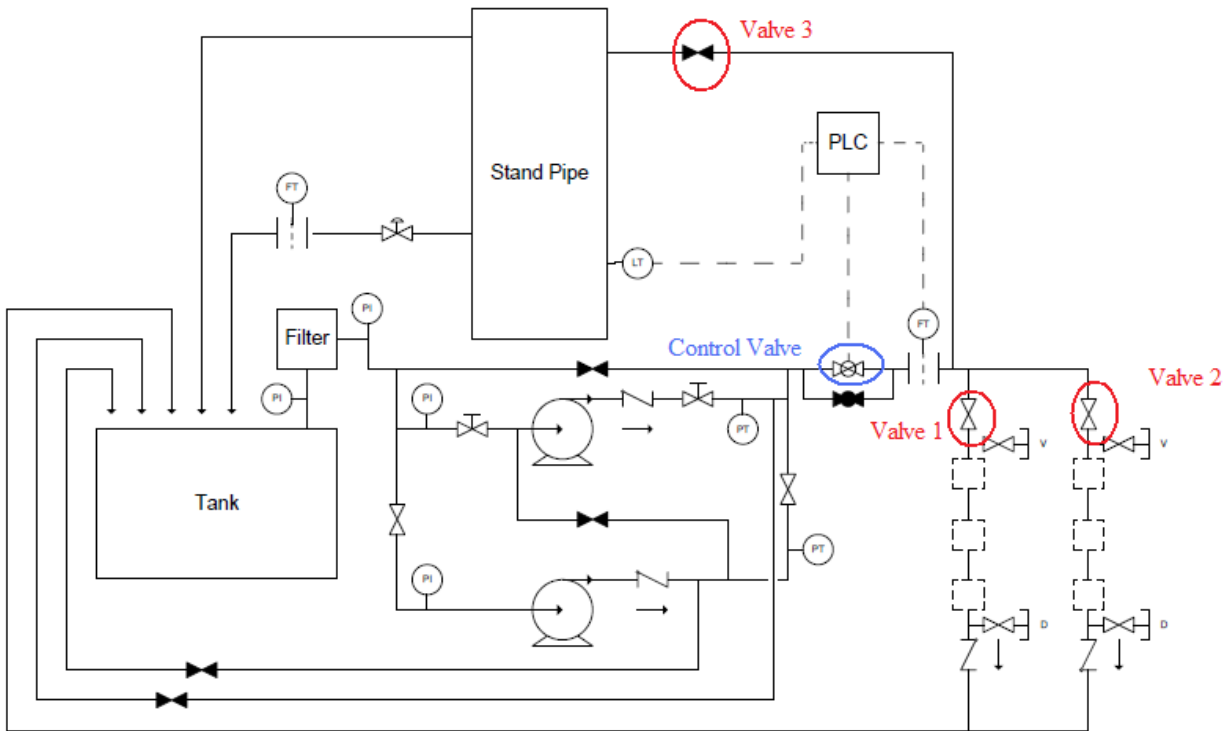 Valve 3
PLC
Stand Pipe
FT
LT
PI
FT
Filter
Control Valve
Valve 2
PI
PI
Valve 1
PT
V
V
Tank
PT
PI
D
D